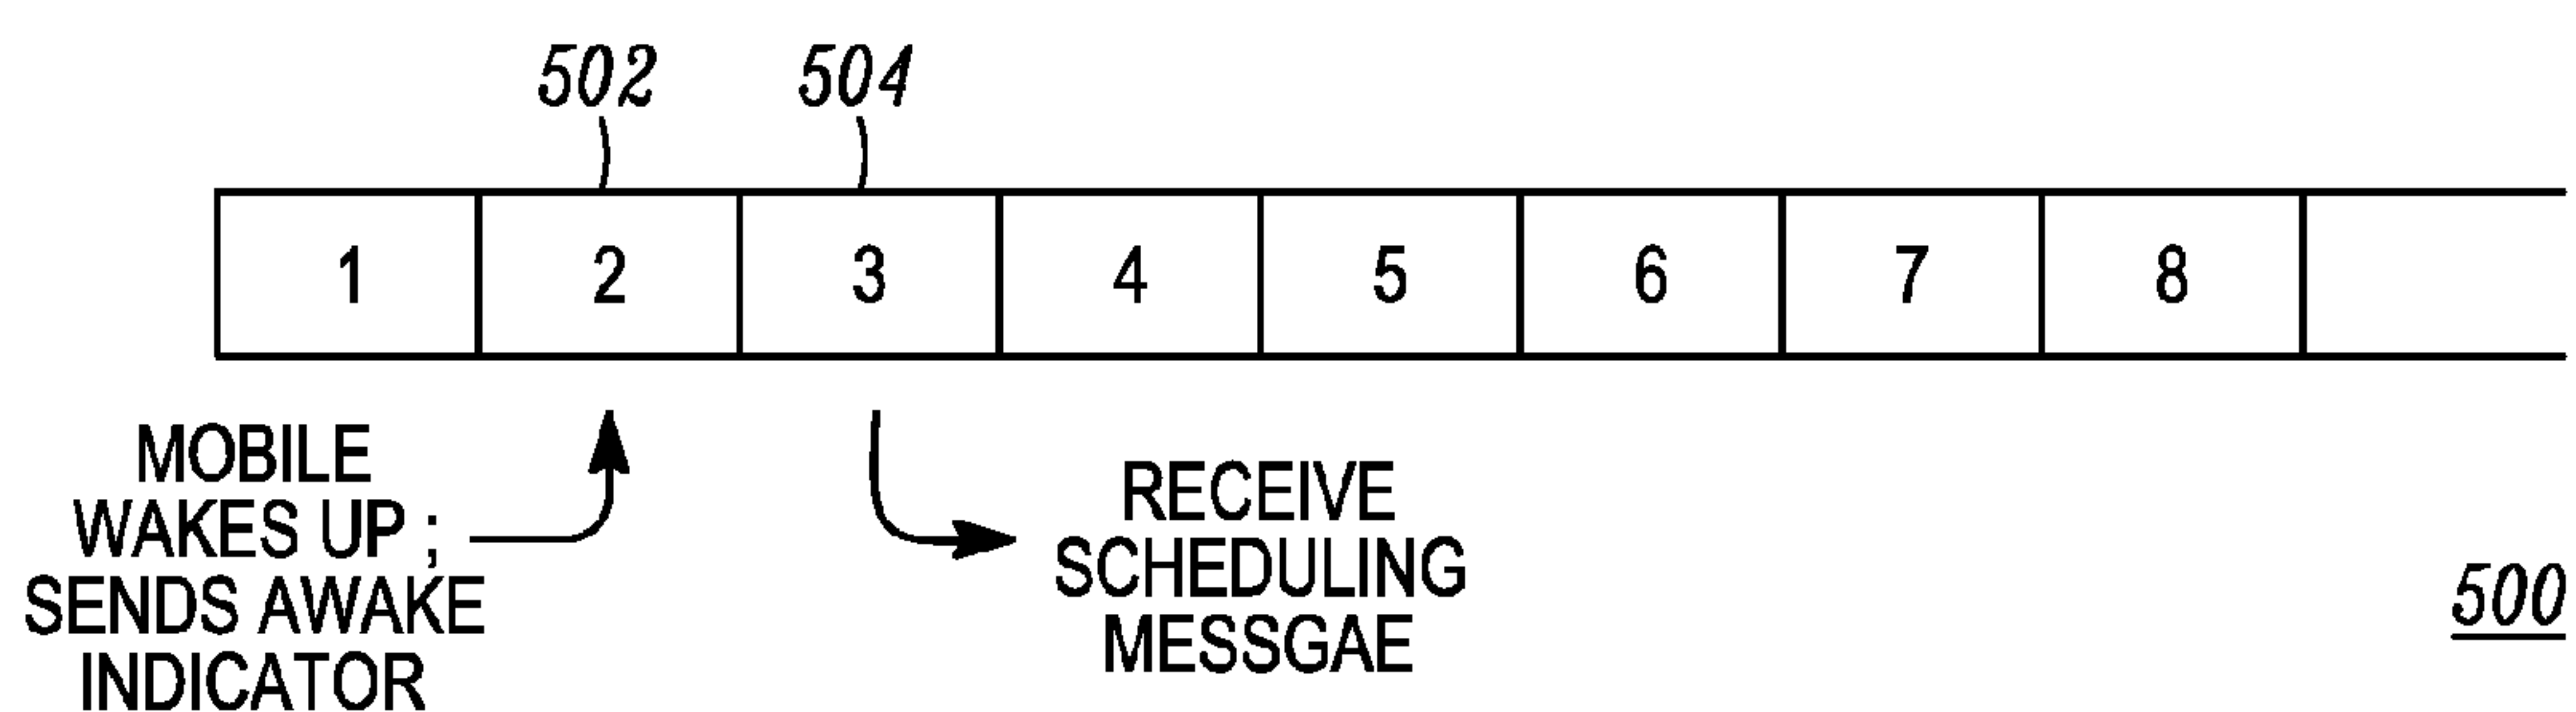 502 504
1 2 3 4 5 6 7 8
MOBILE
WAKES UP ;
SENDS AWAKE
INDICATOR
RECEIVE
SCHEDULING
MESSGAE
500